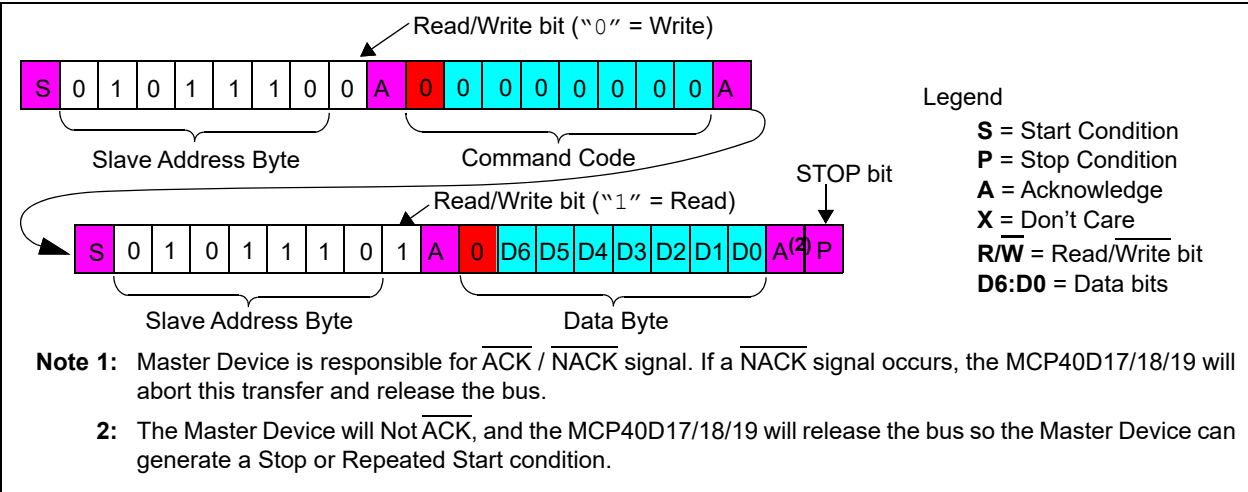 Read/Write bit (“0” = Write)
S 0 1 0 1 1 1 0 0 A 0 0 0 0 0 0 0 0 A
Slave Address Byte
Command Code
STOP bit
Read/Write bit (“1” = Read)
S 0 1 0 1 1 1 0 1 A 0 D6 D5 D4 D3 D2 D1 D0 A(2) P
Slave Address Byte
Data Byte
Legend
S = Start Condition
P = Stop Condition
A = Acknowledge
X = Don’t Care
R/W = Read/Write bit
D6:D0 = Data bits
Note 1: Master Device is responsible for ACK / NACK signal. If a NACK signal occurs, the MCP40D17/18/19 will
abort this transfer and release the bus.
2: The Master Device will Not ACK, and the MCP40D17/18/19 will release the bus so the Master Device can
generate a Stop or Repeated Start condition.